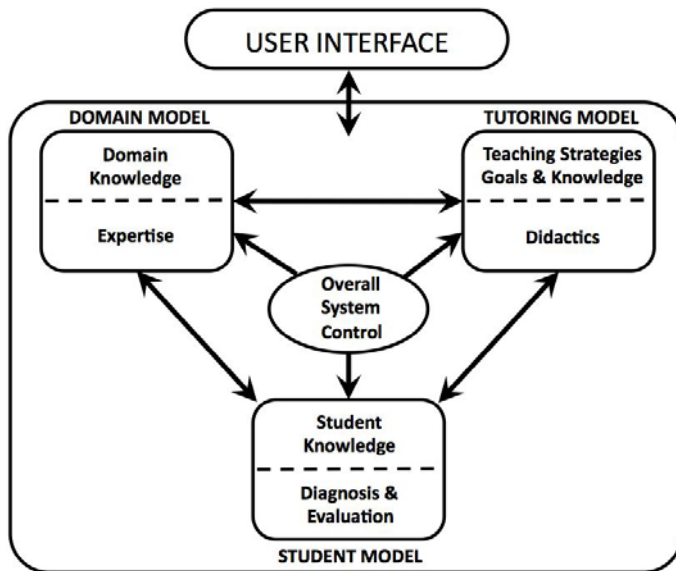 USER INTERFACE
DOMAIN MODEL
TUTORING MODEL
Domain
Knowledge
Expertise
Teaching Strategies
Goals & Knowledge
Didactics
Overall
System
Control
Student
Knowledge
Diagnosis &
Evaluation
STUDENT MODEL